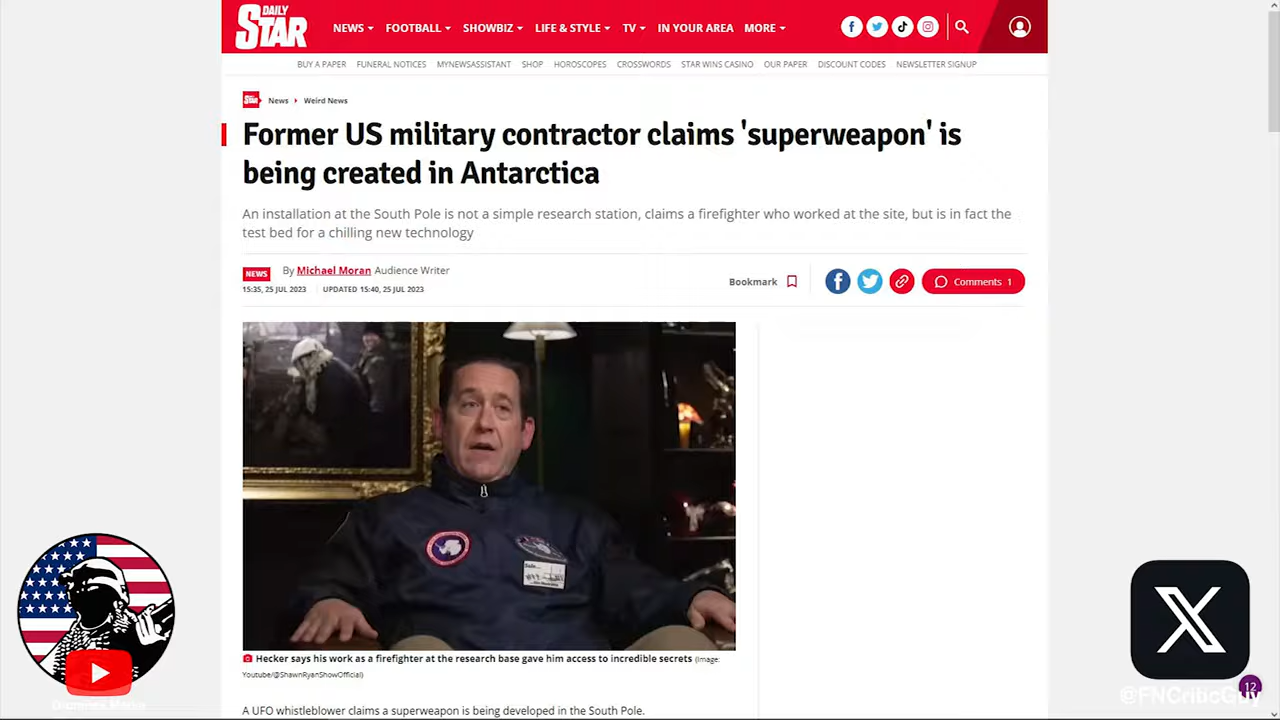 DAILY
STAR
NEWS FOOTBALL SHOWBIZ LIFE & STYLE TV IN YOUR AREA MORE
BUY A PAPER FUNERAL NOTICES MYNEWSASSISTANT SHOP HOROSCOPES CROSSWORDS STAR WINS CASINO OUR PAPER DISCOUNT CODES NEWSLETTER SIGNUP
News Weird News
Former US military contractor claims 'superweapon' is
being created in Antarctica
An installation at the South Pole is not a simple research station, claims a firefighter who worked at the site, but is in fact the
test bed for a chilling new technology
NEWS By Michael Moran Audience Writer
15:35, 25 JUL 2023 UPDATED 15:40, 25 JUL 2023
Bookmark Comments 1
Hecker says his work as a firefighter at the research base gave him access to incredible secrets (Image:
Youtube/@ShawnRyanShowOfficial)
A UFO whistleblower claims a superweapon is being developed in the South Pole.
12
@FNCriticGuy